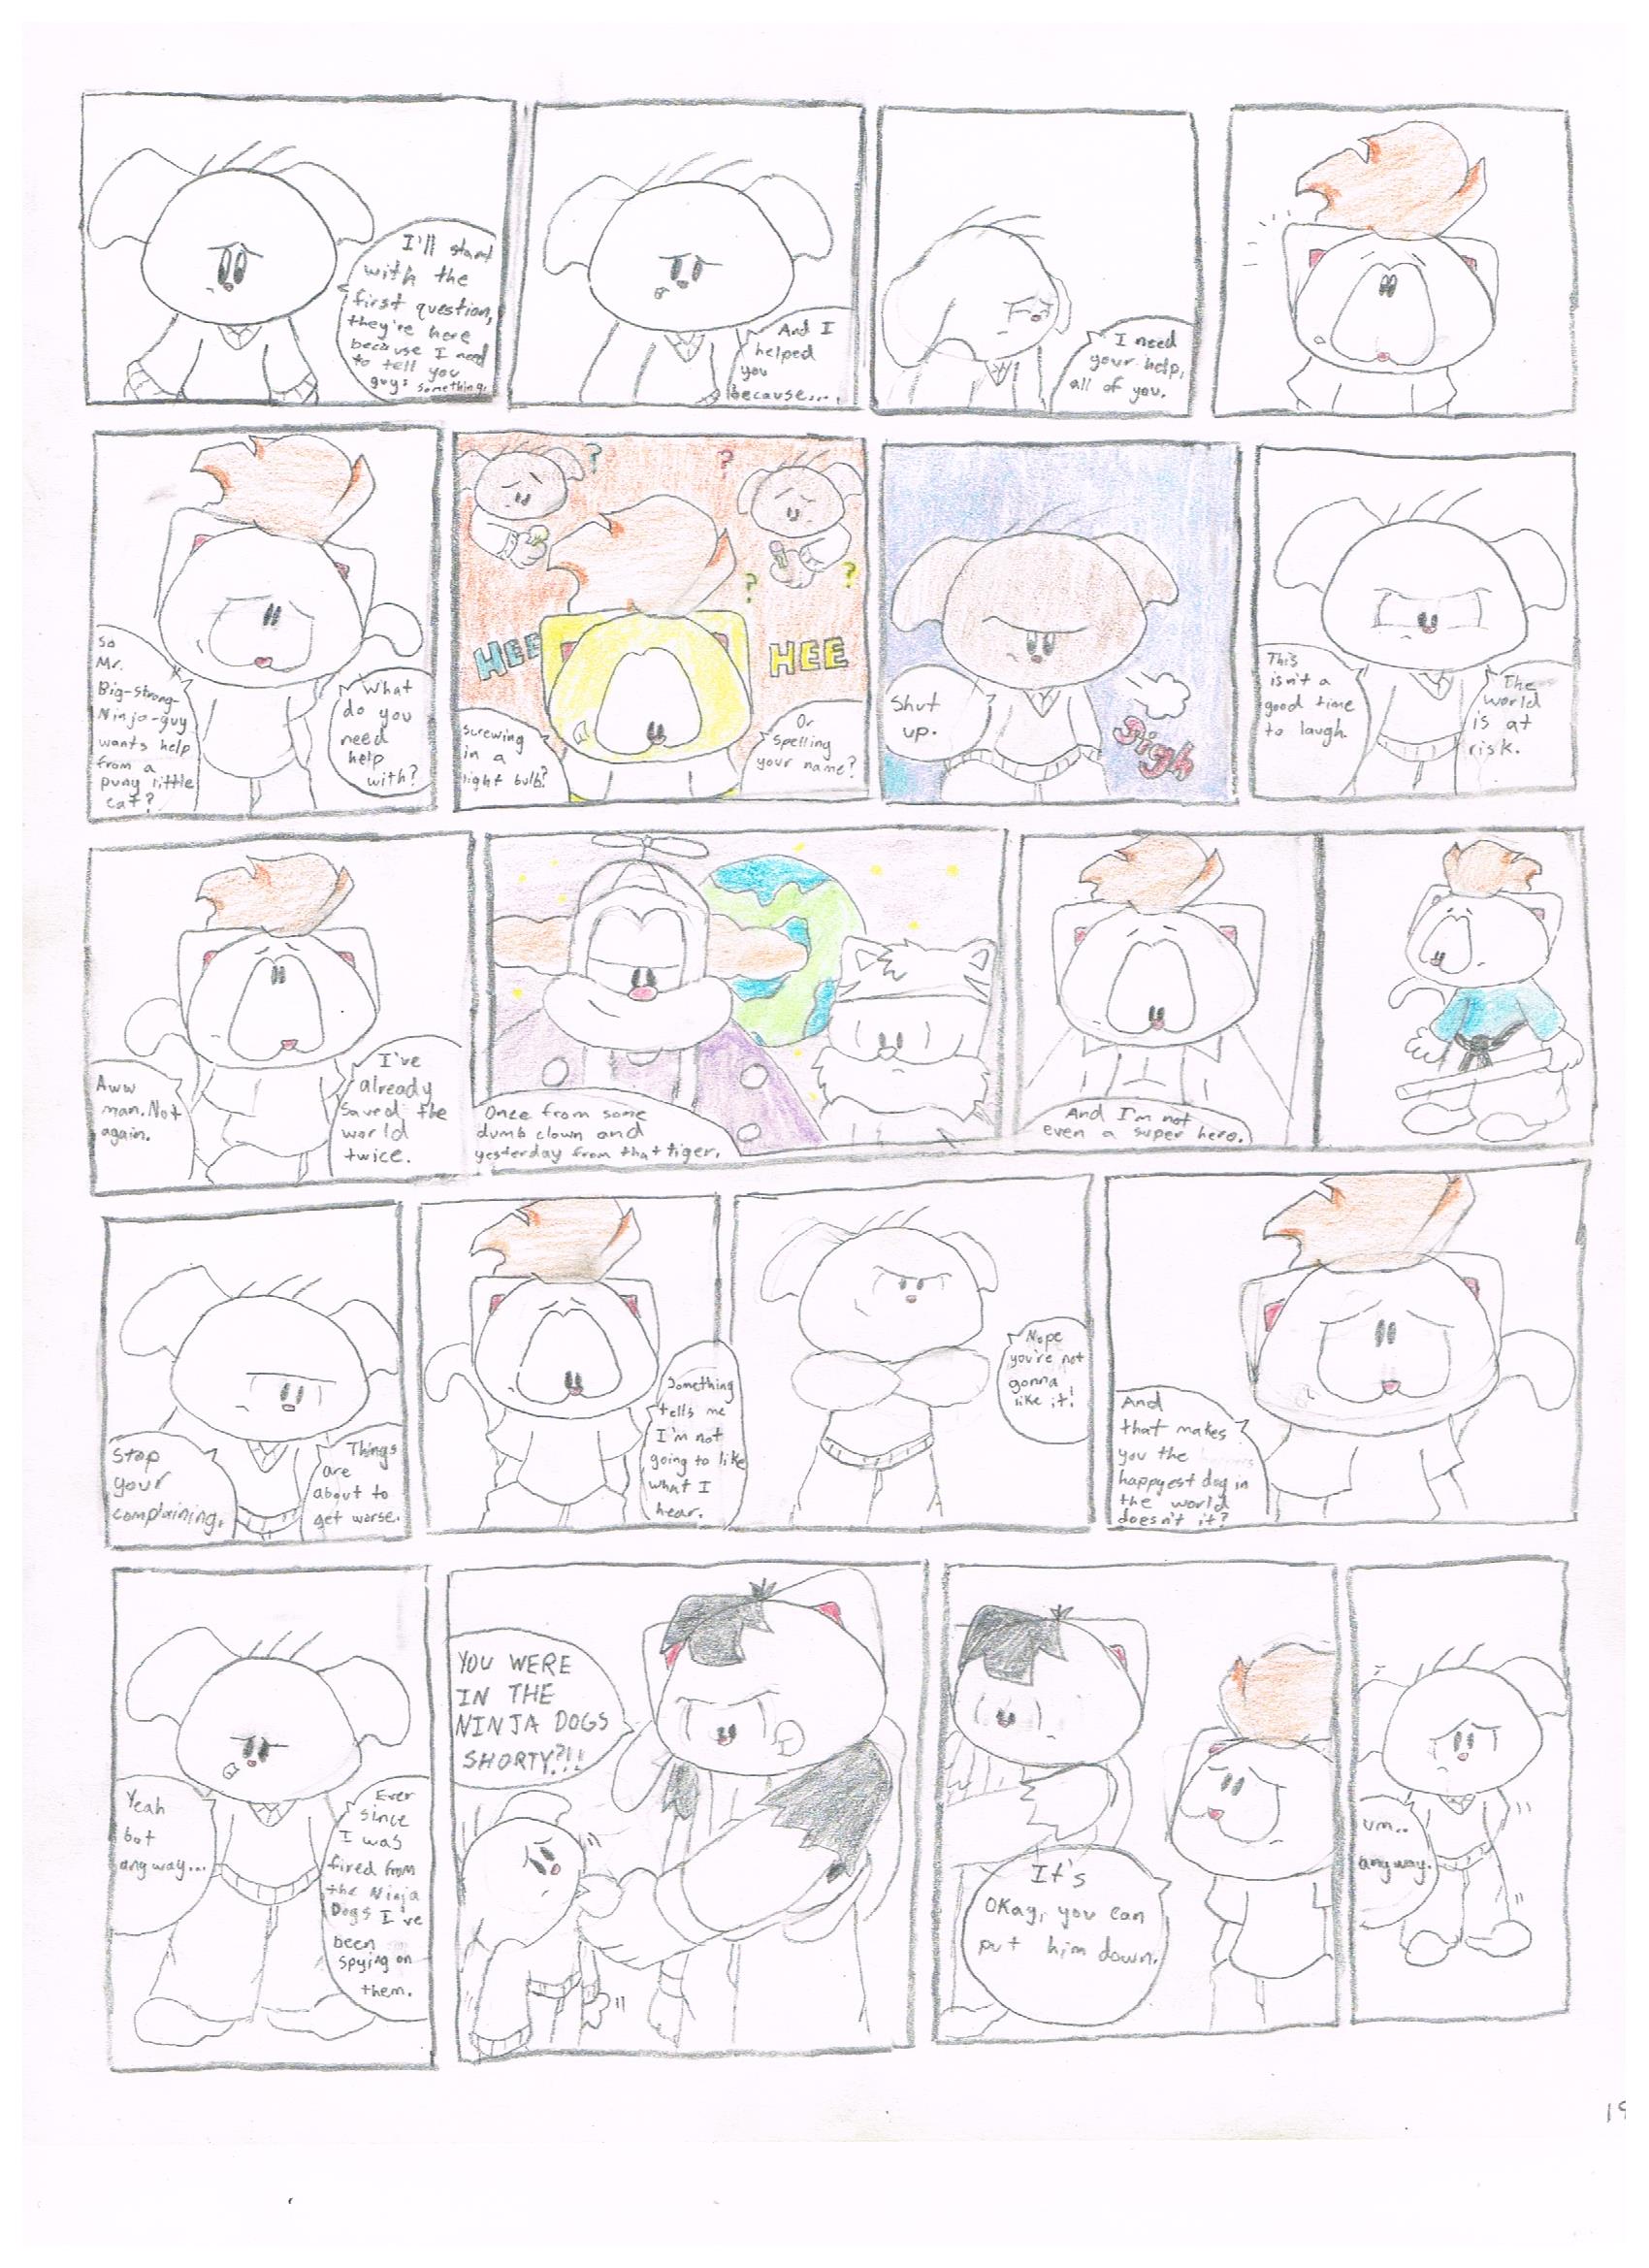 I'll start
with the
first question,
they're here
because I need
to tell you
guys something.
And I
helped
you
because....
I need
your help,
all of you.
So
Mr.
Big-strong-
Ninja-guy
wants help
from a
puny little
cat?
What
do you
need
help
with?
?
?
?
?
HEE
HEE
Screwing
in a
light bulb?
Or
spelling
your name?
Shut
up.
Sigh
This
isn't a
good time
to laugh.
The
world
is at
risk.
Aww
man. Not
again.
I've
already
saved the
world
twice.
Once from some
dumb clown and
yesterday from that tiger.
And I'm not
even a super hero.
Stop
your
complaining.
Things
are
about to
get worse.
Something
tells me
I'm not
going to like
what I
hear.
Nope
you're not
gonna
like it!
And
that makes
you the
happyest dog in
the world
doesn't it?
Yeah
but
anyway...
Ever
since
I was
fired from
the Ninja
Dogs I've
been
spying on
them.
YOU WERE
IN THE
NINJA DOGS
SHORTY?!!
It's
Okay, you can
put him down.
um..
anyway.
19